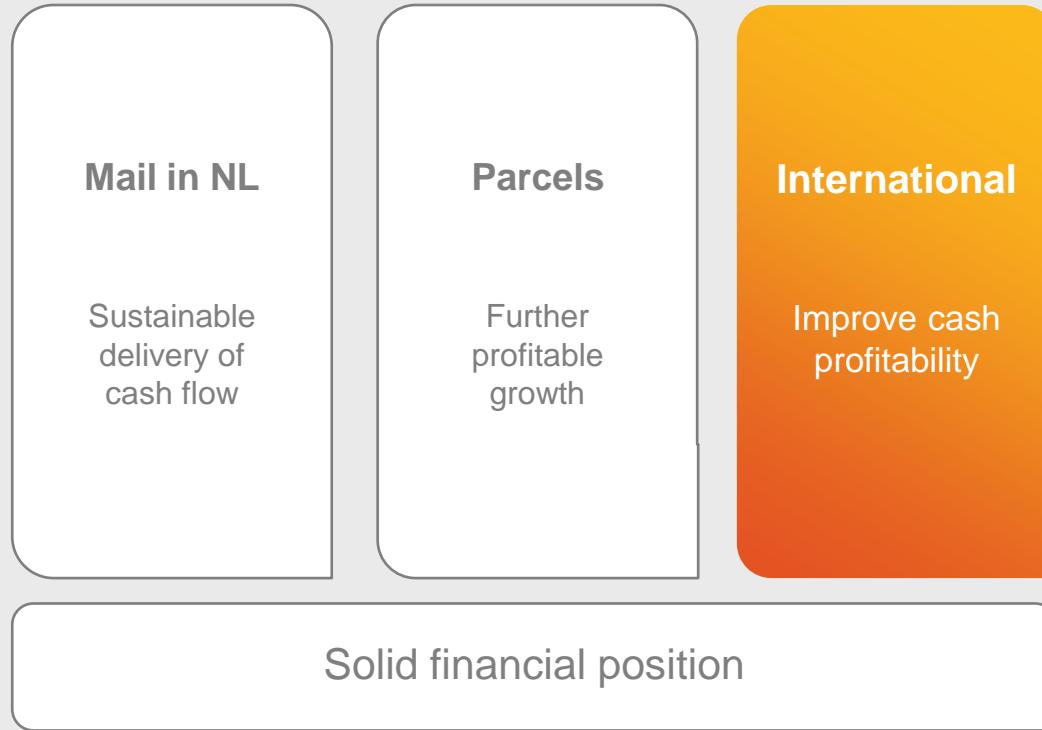 Mail in NL
Sustainable
delivery of
cash flow
Parcels
Further
profitable
growth
International
Improve cash
profitability
Solid financial position